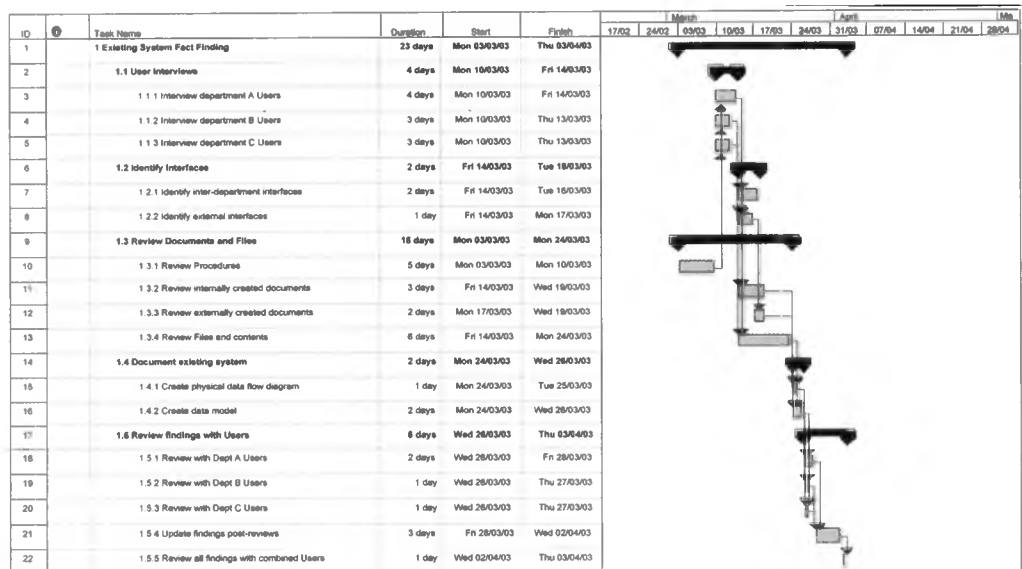 March April Ma
ID Task Name Duration Start Finish 17/02 24/02 03/03 10/03 17/03 24/03 31/03 07/04 14/04 21/04 28/04
1 1 Existing System Fact Finding 23 days Mon 03/03/03 Thu 03/04/03
2 1.1 User Interviews 4 days Mon 10/03/03 Fri 14/03/03
3 1 1 1 Interview department A Users 4 days Mon 10/03/03 Fri 14/03/03
4 1 1.2 Interview department B Users 3 days Mon 10/03/03 Thu 13/03/03
5 1 1 3 Interview department C Users 3 days Mon 10/03/03 Thu 13/03/03
6 1.2 Identify Interfaces 2 days Fri 14/03/03 Tue 18/03/03
7 1 2.1 Identify inter-department interfaces 2 days Fri 14/03/03 Tue 18/03/03
8 1 2.2 Identify external interfaces 1 day Fri 14/03/03 Mon 17/03/03
9 1.3 Review Documents and Files 15 days Mon 03/03/03 Mon 24/03/03
10 1 3.1 Review Procedures 5 days Mon 03/03/03 Mon 10/03/03
11 1 3.2 Review internally created documents 3 days Fri 14/03/03 Wed 19/03/03
12 1 3.3 Review externally created documents 2 days Mon 17/03/03 Wed 19/03/03
13 1 3.4 Review Files and contents 6 days Fri 14/03/03 Mon 24/03/03
14 1.4 Document existing system 2 days Mon 24/03/03 Wed 26/03/03
15 1 4.1 Create physical data flow diagram 1 day Mon 24/03/03 Tue 25/03/03
16 1 4.2 Create data model 2 days Mon 24/03/03 Wed 26/03/03
17 1.5 Review findings with Users 6 days Wed 26/03/03 Thu 03/04/03
18 1 5 1 Review with Dept A Users 2 days Wed 26/03/03 Fri 28/03/03
19 1.5 2 Review with Dept B Users 1 day Wed 26/03/03 Thu 27/03/03
20 1.5.3 Review with Dept C Users 1 day Wed 26/03/03 Thu 27/03/03
21 1 5 4 Update findings post-reviews 3 days Fri 28/03/03 Wed 02/04/03
22 1.5.5 Review all findings with combined Users 1 day Wed 02/04/03 Thu 03/04/03